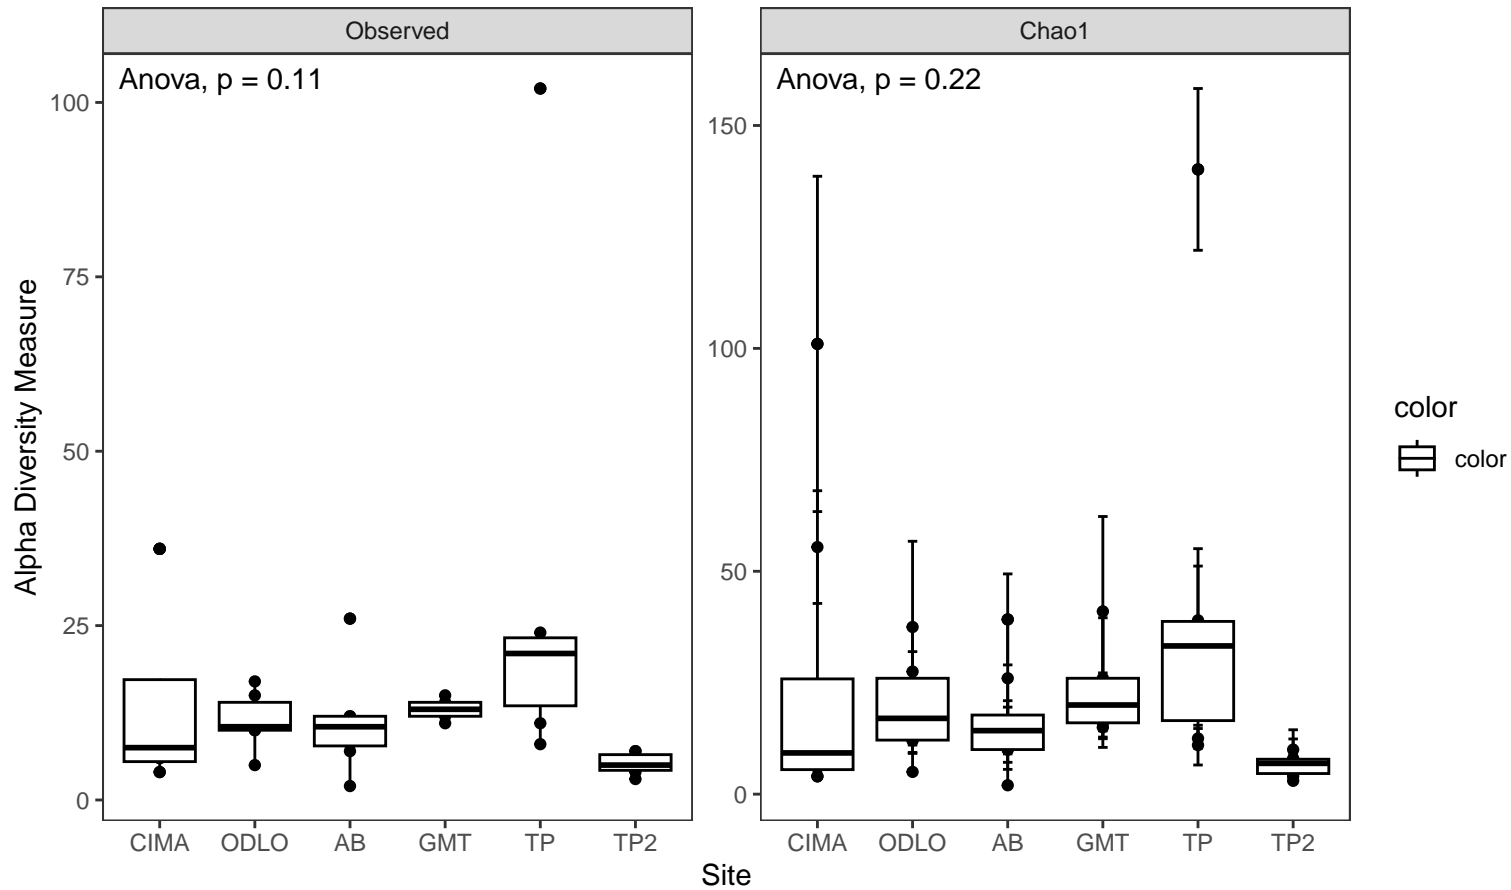 Observed
Chao1
Anova, p = 0.11
Anova, p = 0.22
Alpha Diversity Measure
100
75
50
25
0
150
100
50
0
CIMA ODLO AB GMT TP TP2
CIMA ODLO AB GMT TP TP2
Site
color
color